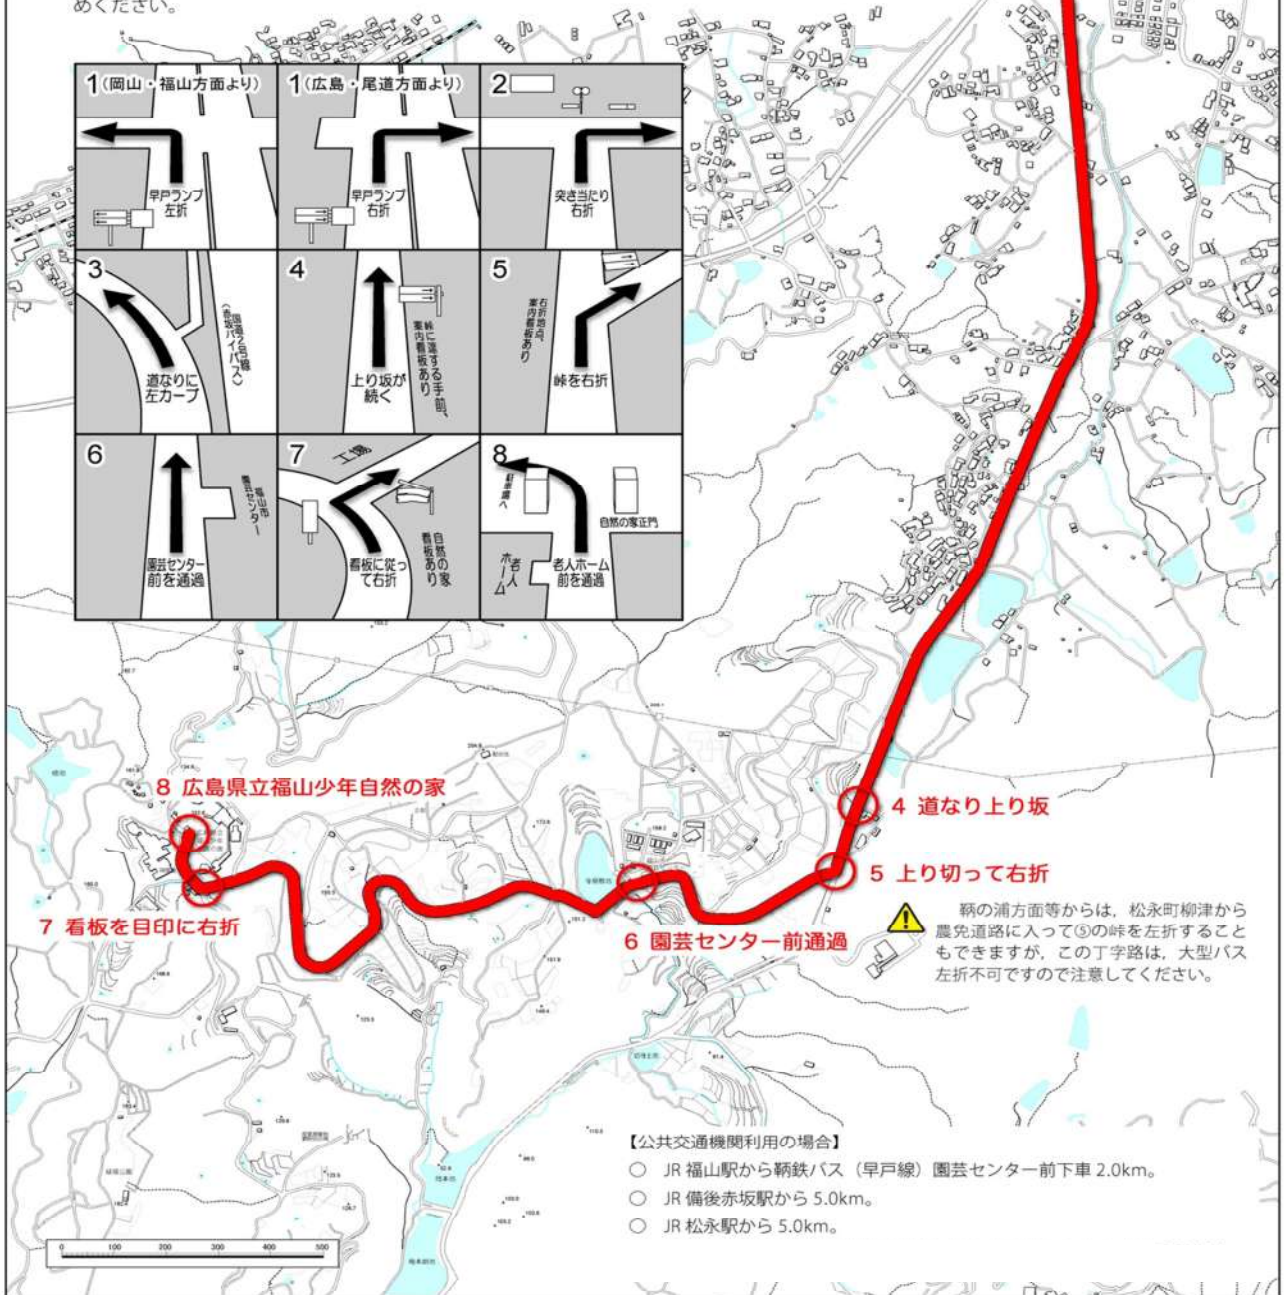 めください。
1(岡山・福山方面より)
早戸ランプ
左折
1(広島・尾道方面より)
早戸ランプ
右折
2
突き当たり
右折
3
道なりに
左カーブ
国道2号線
(赤坂バイパス)
4
上り坂が
続く
峠に達する手前、
案内看板あり
5
右折地点、
案内看板あり
峠を右折
6
福山市
園芸センター
園芸センター
前を通過
7
工場
看板に従っ
て右折
自然の家
看板あり
8
駐車場へ
自然の家正門
老人
ホーム
老人ホーム
前を通過
8 広島県立福山少年自然の家
4 道なり上り坂
5 上り切って右折
7 看板を目印に右折
6 園芸センター前通過
鞆の浦方面等からは，松永町柳津から
農免道路に入って⑤の峠を左折すること
もできますが，この丁字路は，大型バス
左折不可ですので注意してください。
【公共交通機関利用の場合】
○ JR 福山駅から鞆鉄バス（早戸線）園芸センター前下車 2.0km。
○ JR 備後赤坂駅から 5.0km。
○ JR 松永駅から 5.0km。
0 100 200 300 400 500